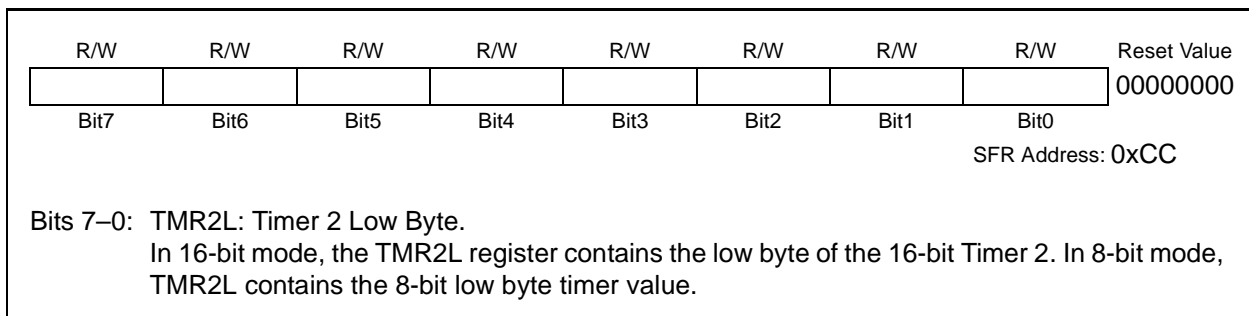 R/W R/W R/W R/W R/W R/W R/W R/W Reset Value
00000000
Bit7 Bit6 Bit5 Bit4 Bit3 Bit2 Bit1 Bit0
SFR Address: 0xCC
Bits 7–0: TMR2L: Timer 2 Low Byte.
In 16-bit mode, the TMR2L register contains the low byte of the 16-bit Timer 2. In 8-bit mode,
TMR2L contains the 8-bit low byte timer value.